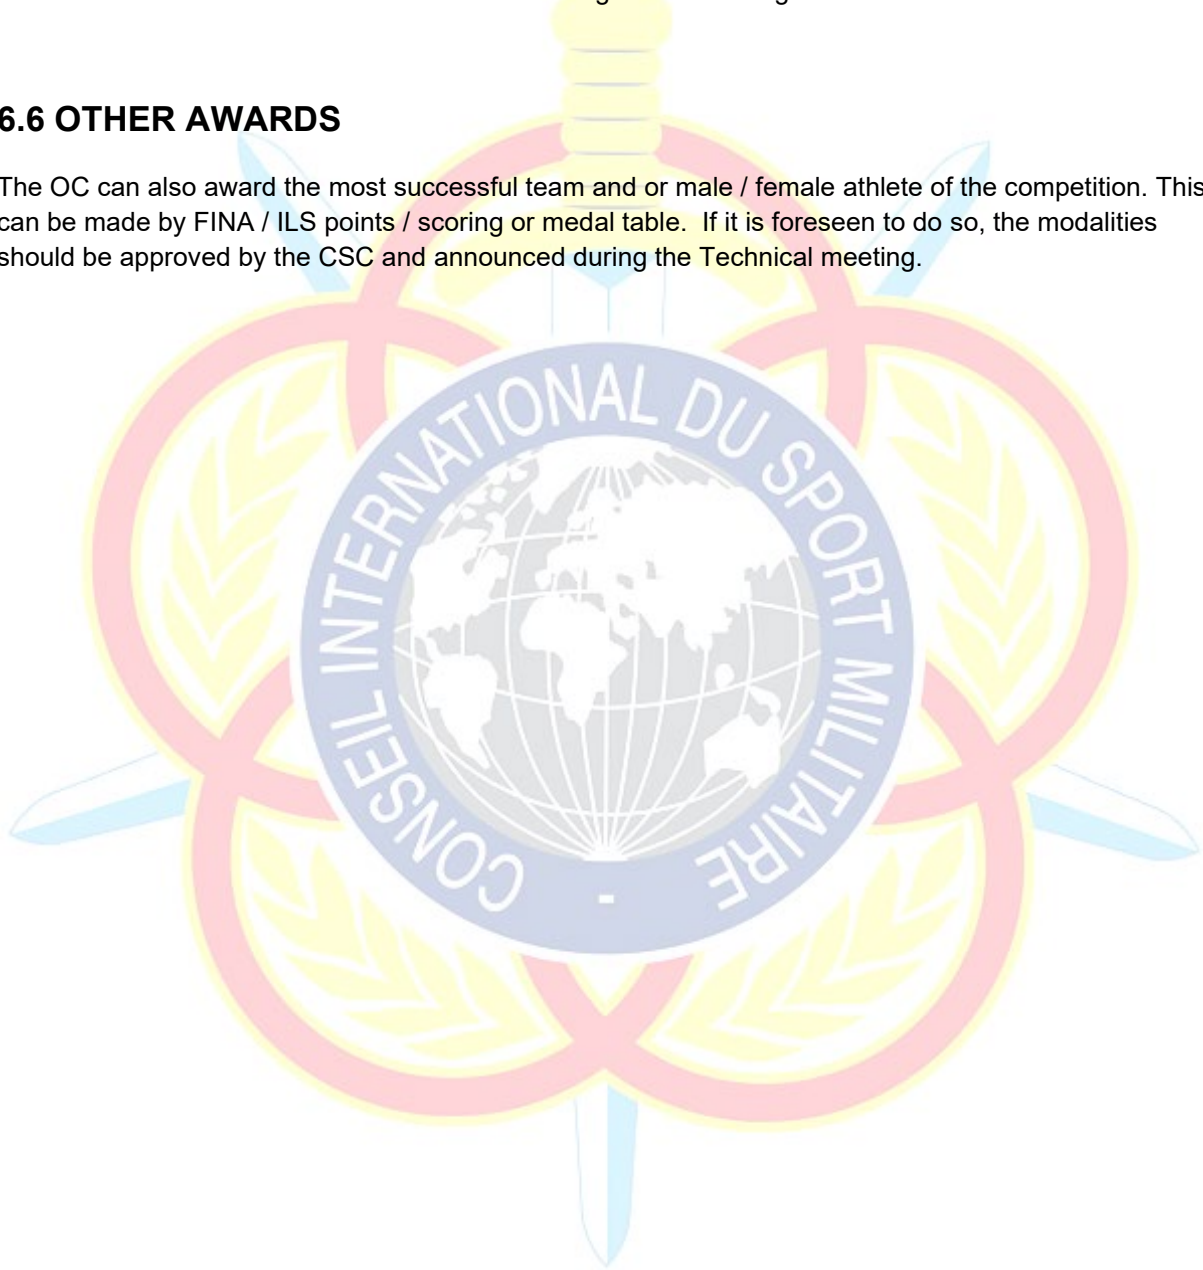 6.6 OTHER AWARDS
The OC can also award the most successful team and or male / female athlete of the competition. This
can be made by FINA / ILS points / scoring or medal table.  If it is foreseen to do so, the modalities
should be approved by the CSC and announced during the Technical meeting.
CONSEIL INTERNATIONAL DU SPORT MILITAIRE -